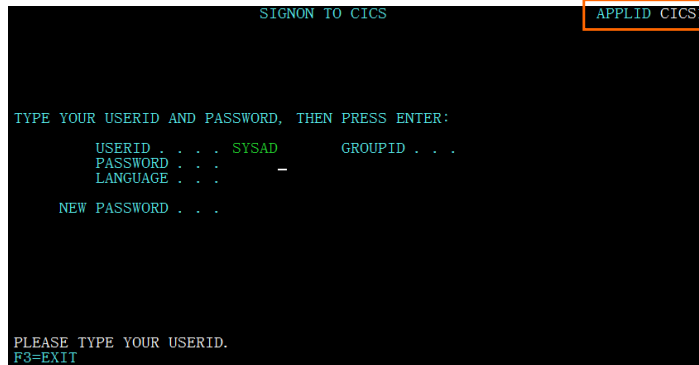 SIGNON TO CICS APPLID CICS
TYPE YOUR USERID AND PASSWORD, THEN PRESS ENTER:
USERID . . . . SYSAD GROUPID . . .
PASSWORD . . . _
LANGUAGE . . .
NEW PASSWORD . . .
PLEASE TYPE YOUR USERID.
F3=EXIT